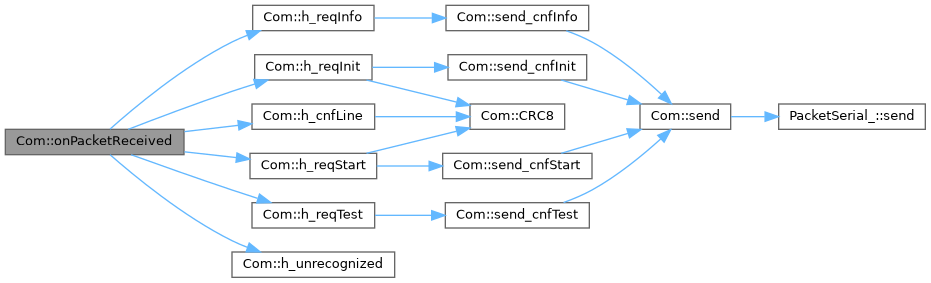 Com::onPacketReceived
Com::h_reqInfo
Com::send_cnfInfo
Com::h_reqInit
Com::send_cnfInit
Com::h_cnfLine
Com::CRC8
Com::send
PacketSerial_::send
Com::h_reqStart
Com::send_cnfStart
Com::h_reqTest
Com::send_cnfTest
Com::h_unrecognized